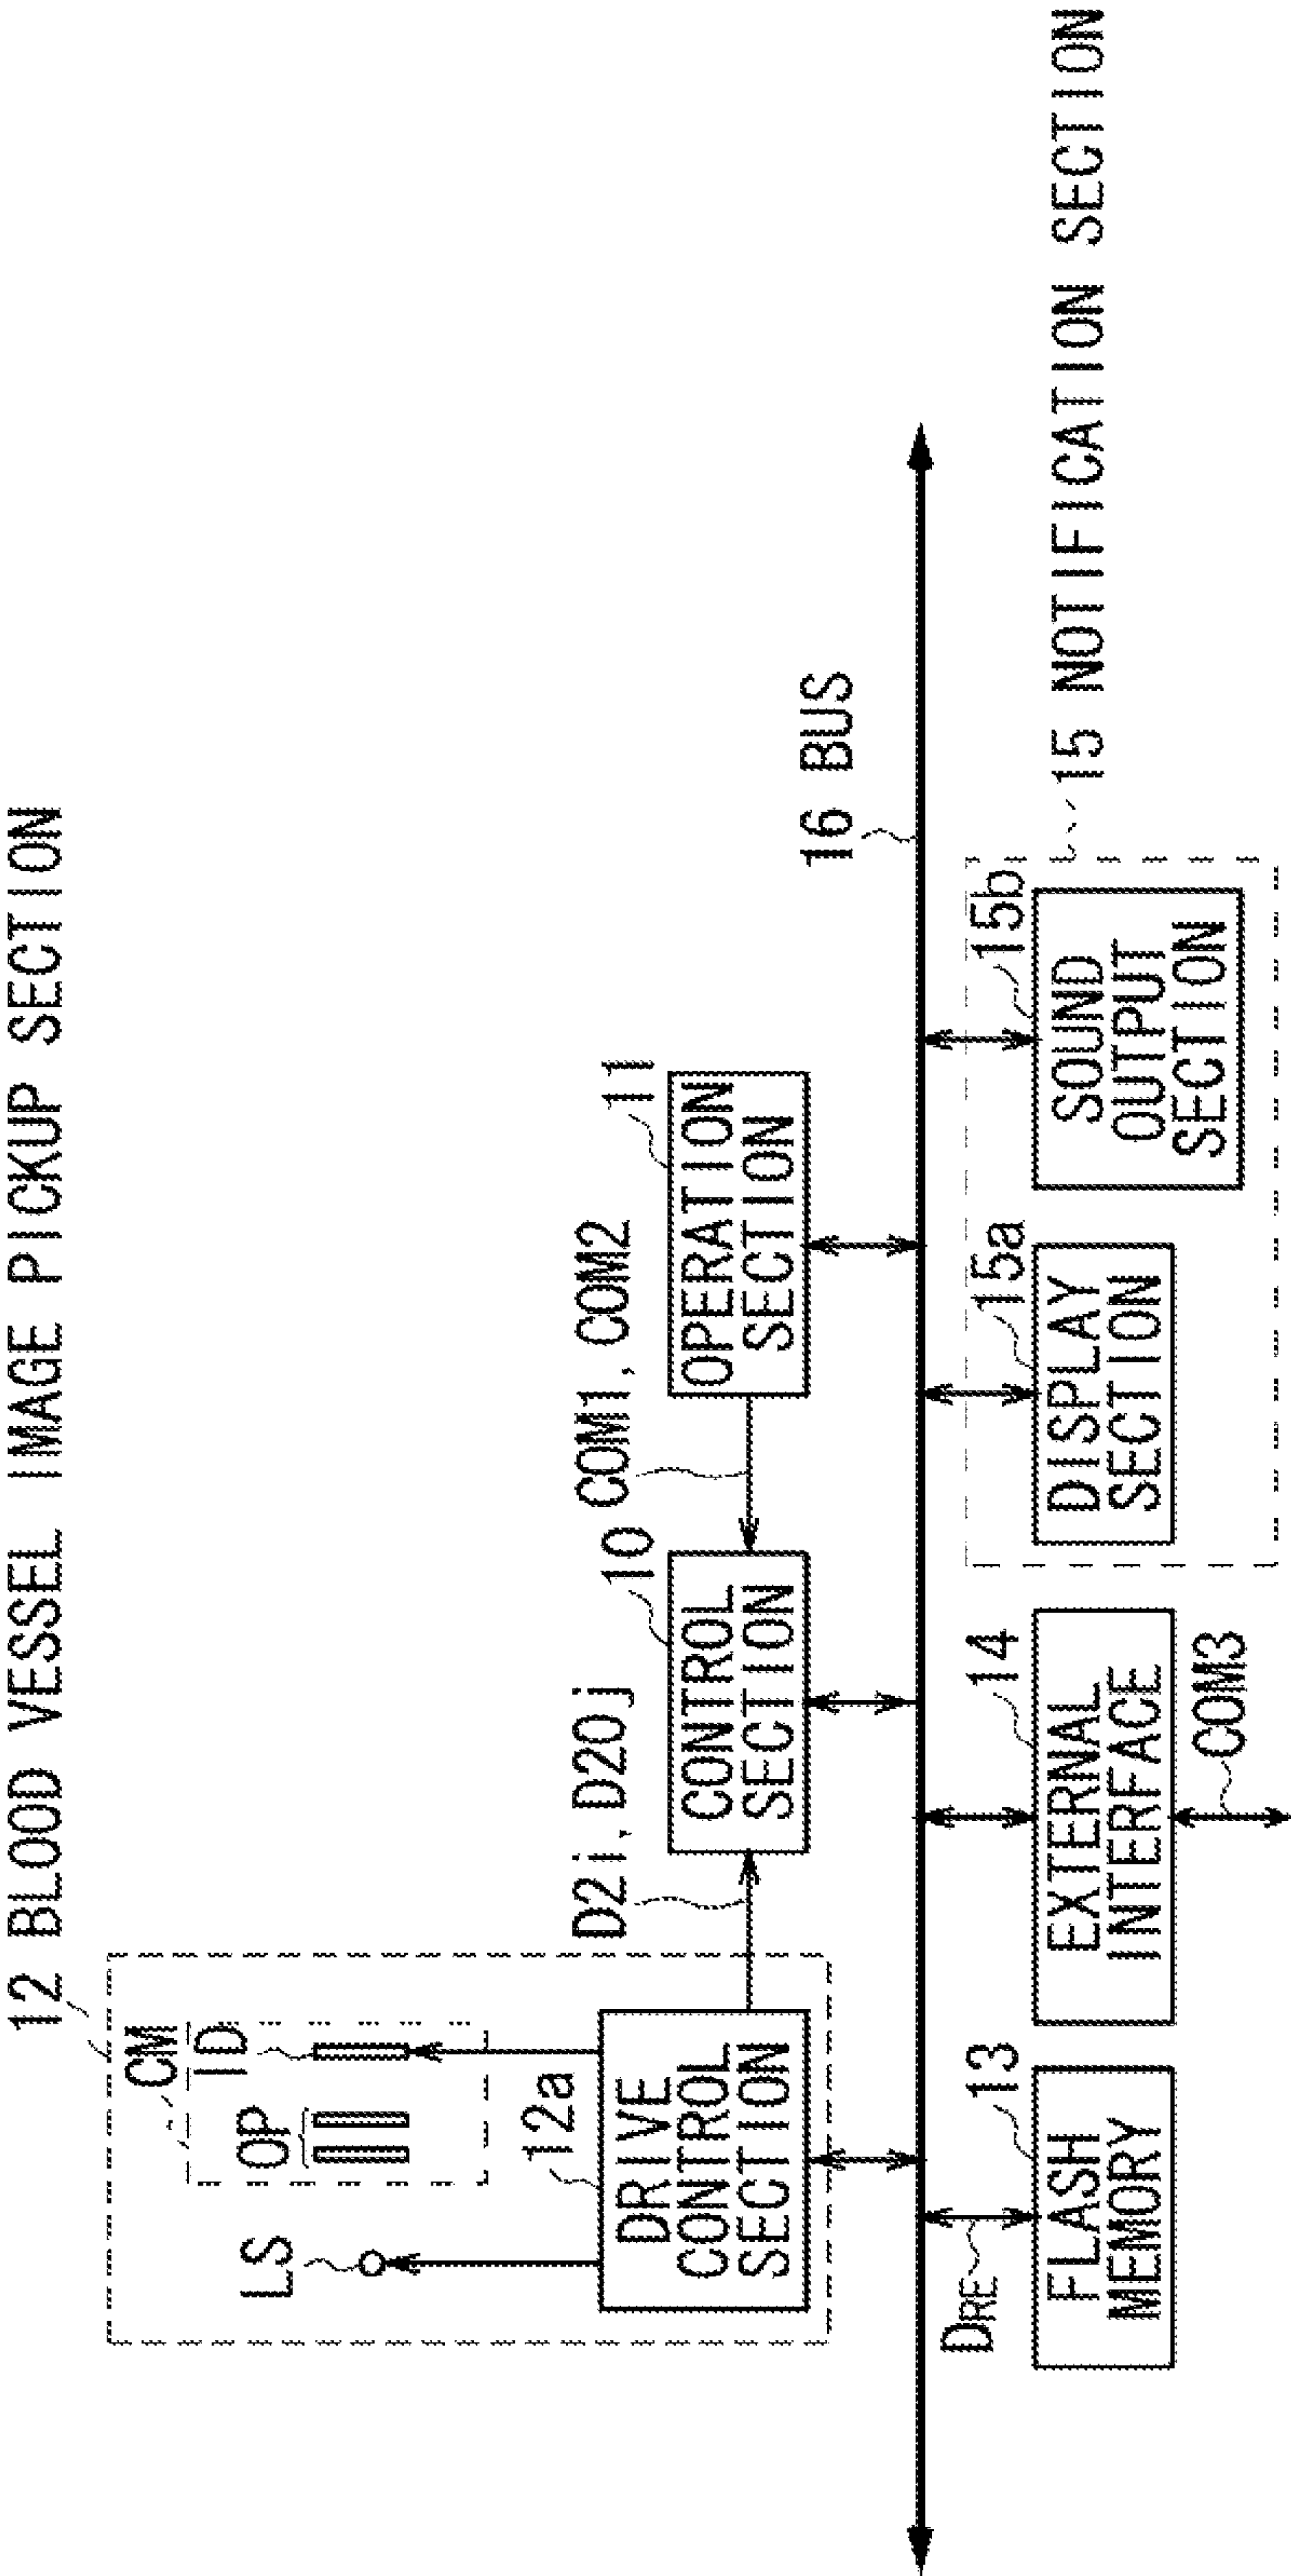 12 BLOOD VESSEL IMAGE PICKUP SECTION
CM
LS
OP
ID
12a
DRIVE
CONTROL
SECTION
D2i, D20j
10
CONTROL
SECTION
COM1, COM2
11
OPERATION
SECTION
16 BUS
DRE
13
FLASH
MEMORY
14
EXTERNAL
INTERFACE
COM3
15a
DISPLAY
SECTION
15b
SOUND
OUTPUT
SECTION
15 NOTIFICATION SECTION